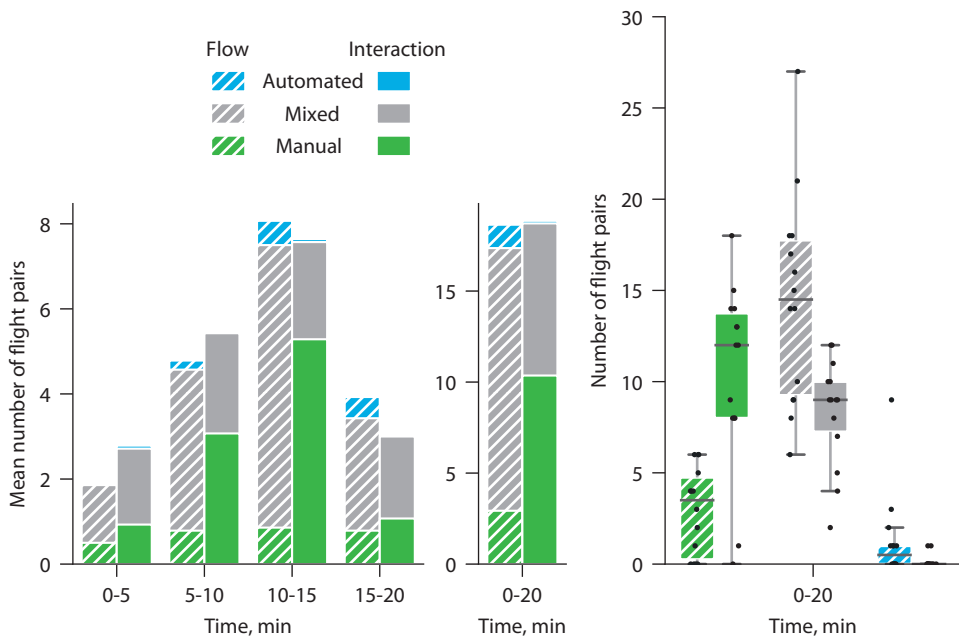 Flow Interaction
Automated
Mixed
Manual
Mean number of flight pairs
8
6
4
2
0
0-5 5-10 10-15 15-20
Time, min
15
10
5
0
0-20
Time, min
Number of flight pairs
30
25
20
15
10
5
0
0-20
Time, min